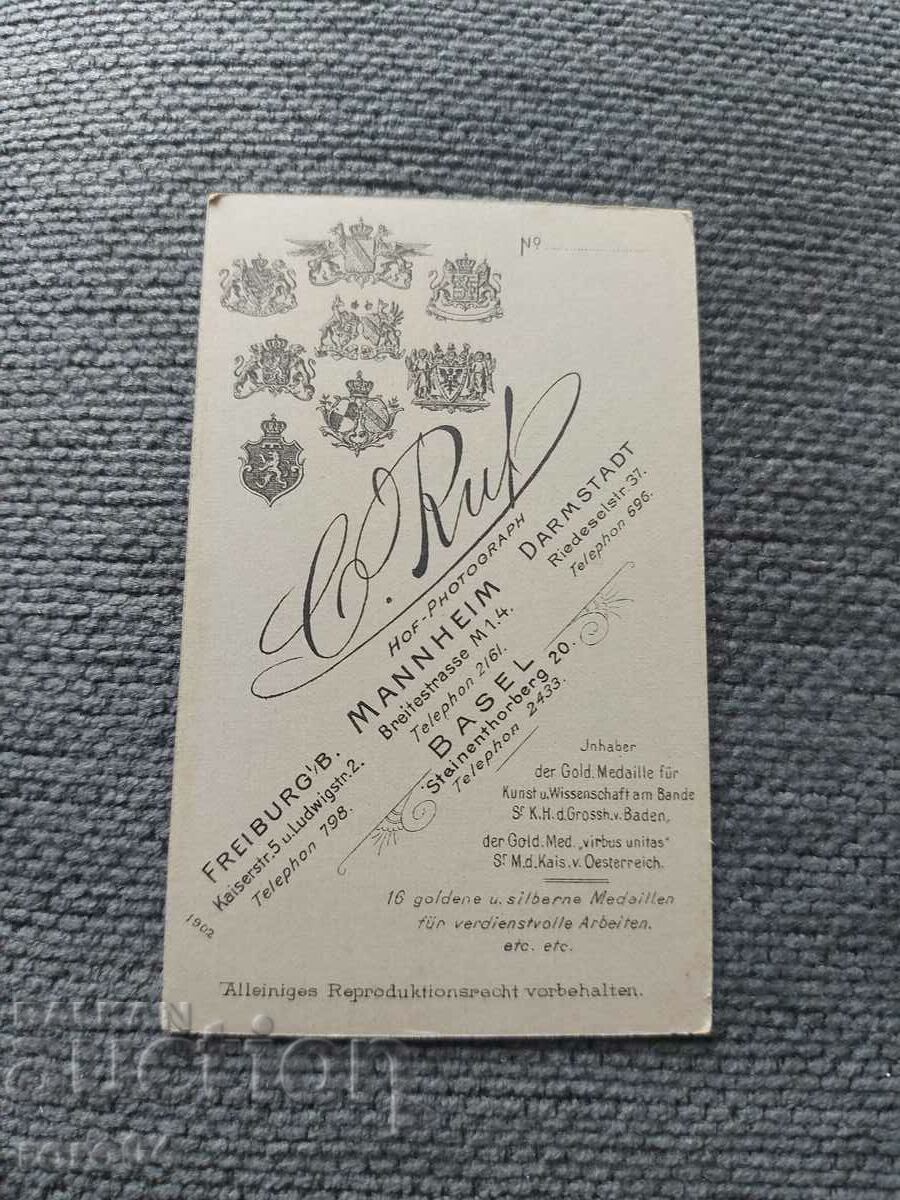 No
C. Ruf
HOF-PHOTOGRAPH
FREIBURG i/B.
Kaiserstr. 5 u. Ludwigstr. 2.
Telephon 798.
MANNHEIM
Breitestrasse M 1.4.
Telephon 2161.
DARMSTADT
Riedeselstr. 37.
Telephon 696.
BASEL
Steinenthorberg 20.
Telephon 2433.
Jnhaber
der Gold. Medaille für
Kunst u. Wissenschaft am Bande
Sr K. H. d. Grossh. v. Baden,
der Gold. Med. „virbus unitas"
Sr M. d. Kais. v. Oesterreich.
16 goldene u. silberne Medaillen
für verdienstvolle Arbeiten.
etc. etc.
1902
Alleiniges Reproduktionsrecht vorbehalten.
BALKAN
auction